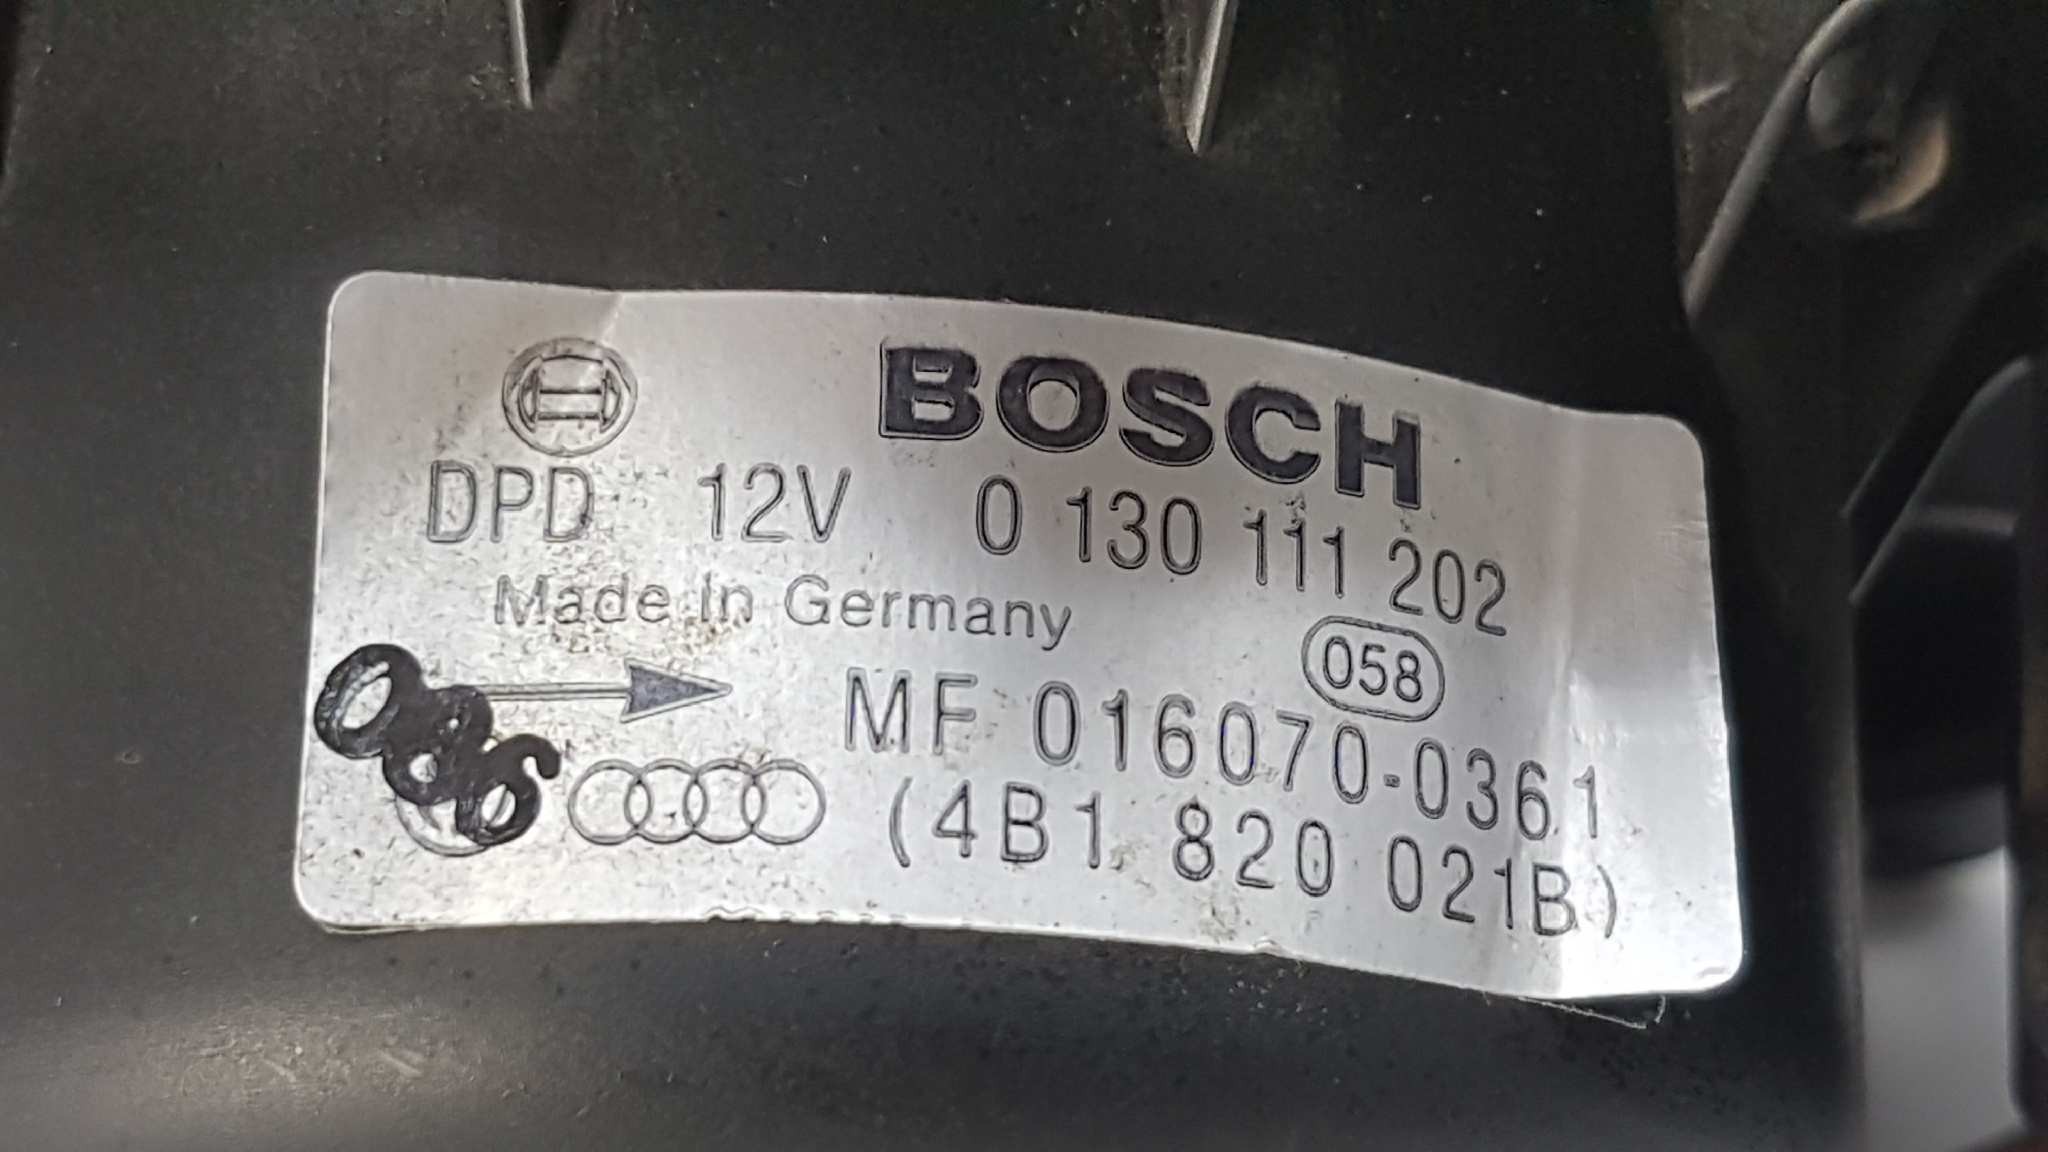 BOSCH
DPD 12V 0 130 111 202
Made in Germany
058
MF 016070-0361
(4B1 820 021B)